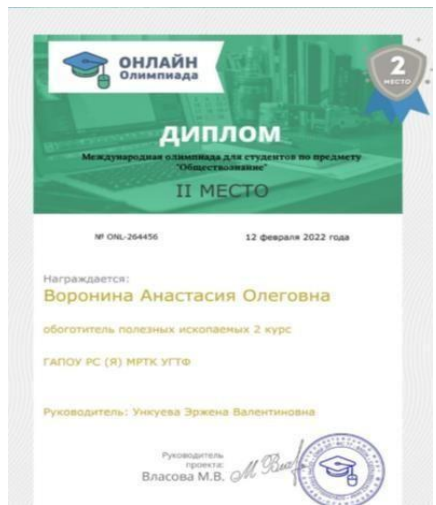 ОНЛАЙН
Олимпиада
2
МЕСТО
ДИПЛОМ
Международная олимпиада для студентов по предмету
"Обществознание"
II МЕСТО
№ ONL-264456
12 февраля 2022 года
Награждается:
Воронина Анастасия Олеговна
обоготитель полезных ископаемых 2 курс
ГАПОУ РС (Я) МРТК УГТФ
Руководитель: Ункуева Эржена Валентиновна
Руководитель
проекта:
Власова М.В.